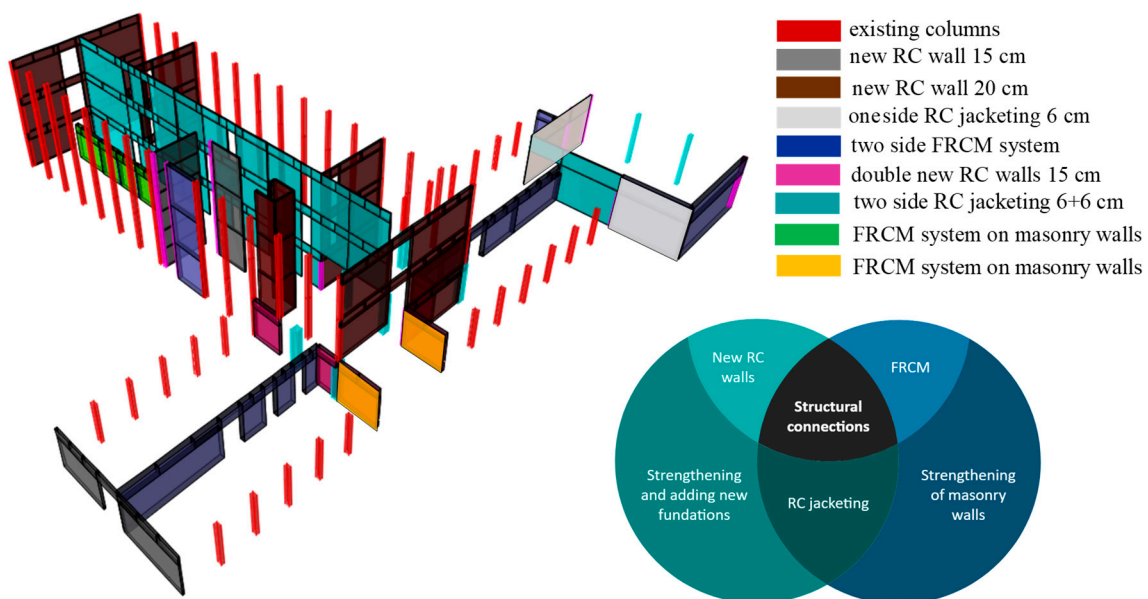 existing columns
new RC wall 15 cm
new RC wall 20 cm
oneside RC jacketing 6 cm
two side FRCM system
double new RC walls 15 cm
two side RC jacketing 6+6 cm
FRCM system on masonry walls
FRCM system on masonry walls
New RC
walls
FRCM
Structural
connections
Strengthening
and adding new
fundations
RC jacketing
Strengthening
of masonry
walls